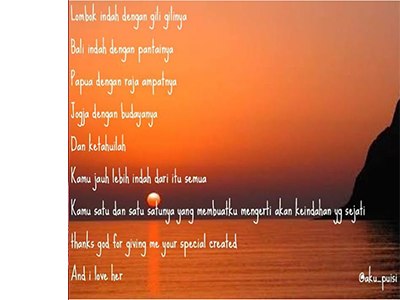 Lombok indah dengan gili gilinya
Bali indah dengan pantainya
Papua dengan raja ampatnya
Jogja dengan budayanya
Dan ketahuilah
Kamu jauh lebih indah dari itu semua
Kamu satu dan satu satunya yang membuatku mengerti akan keindahan yg sejati
thanks god for giving me your special created
And i love her
@aku_puisi